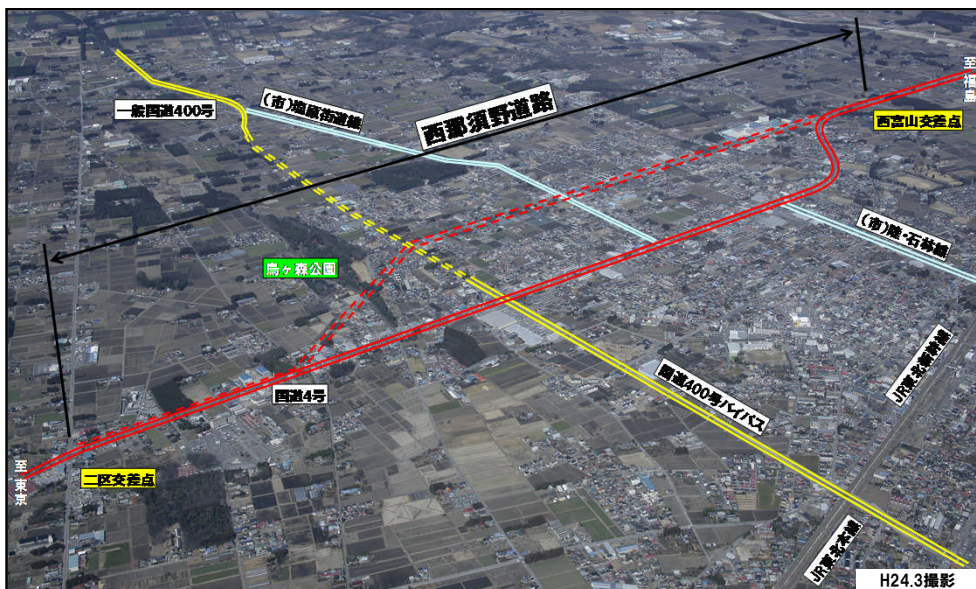 一般国道400号
(市)塩原街道線
西那須野道路
至福島
西富山交差点
(市)陸・石林線
烏ヶ森公園
国道4号
国道400号バイパス
JR東北新幹線
至東京
二区交差点
JR東北本線
H24.3撮影